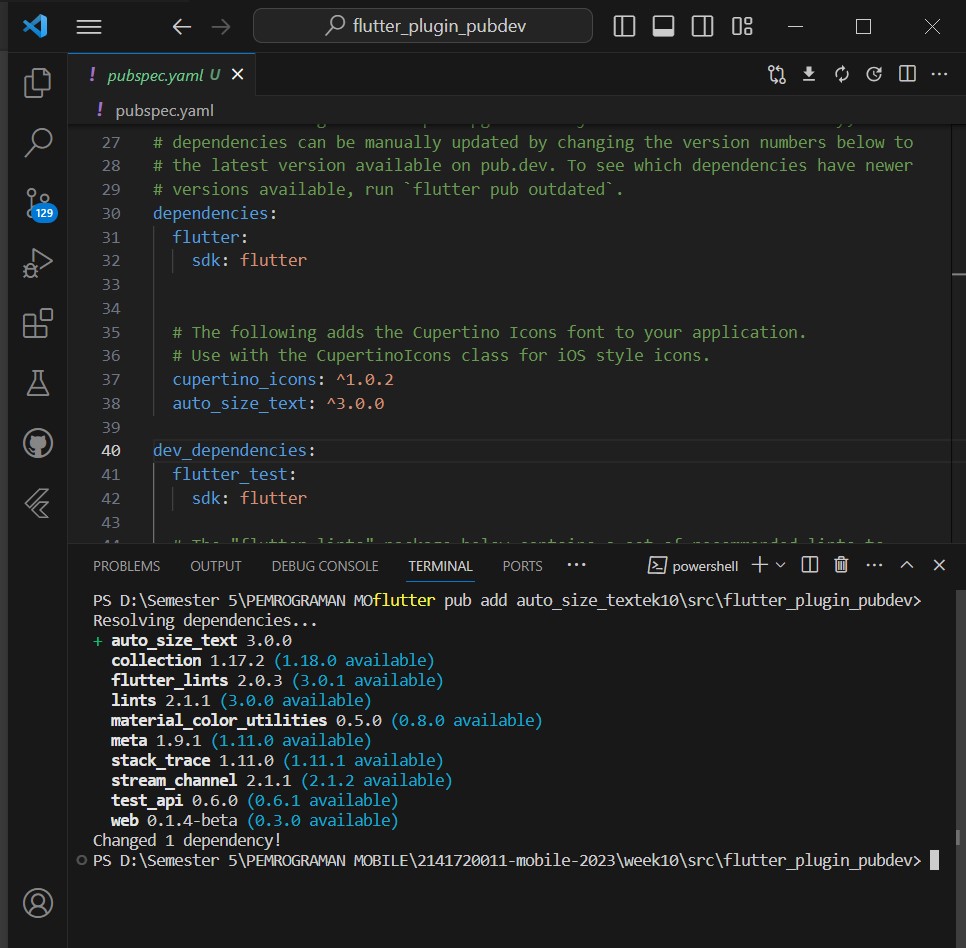 flutter_plugin_pubdev
! pubspec.yaml U
! pubspec.yaml
27 # dependencies can be manually updated by changing the version numbers below to
28 # the latest version available on pub.dev. To see which dependencies have newer
29 # versions available, run `flutter pub outdated`.
30 dependencies:
31 flutter:
32 sdk: flutter
33
34
35 # The following adds the Cupertino Icons font to your application.
36 # Use with the CupertinoIcons class for iOS style icons.
37 cupertino_icons: ^1.0.2
38 auto_size_text: ^3.0.0
39
40 dev_dependencies:
41 flutter_test:
42 sdk: flutter
43
129
PROBLEMS OUTPUT DEBUG CONSOLE TERMINAL PORTS ... powershell
PS D:\Semester 5\PEMROGRAMAN MOflutter pub add auto_size_textek10\src\flutter_plugin_pubdev>
Resolving dependencies...
+ auto_size_text 3.0.0
collection 1.17.2 (1.18.0 available)
flutter_lints 2.0.3 (3.0.1 available)
lints 2.1.1 (3.0.0 available)
material_color_utilities 0.5.0 (0.8.0 available)
meta 1.9.1 (1.11.0 available)
stack_trace 1.11.0 (1.11.1 available)
stream_channel 2.1.1 (2.1.2 available)
test_api 0.6.0 (0.6.1 available)
web 0.1.4-beta (0.3.0 available)
Changed 1 dependency!
PS D:\Semester 5\PEMROGRAMAN MOBILE\2141720011-mobile-2023\week10\src\flutter_plugin_pubdev>